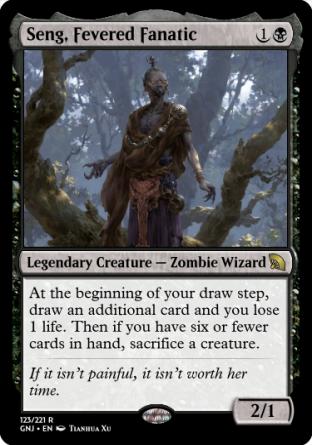 Seng, Fevered Fanatic 1
Legendary Creature — Zombie Wizard
At the beginning of your draw step,
draw an additional card and you lose
1 life. Then if you have six or fewer
cards in hand, sacrifice a creature.
If it isn't painful, it isn't worth her
time.
123/221 R
GNJ • EN Tianhua Xu
2/1